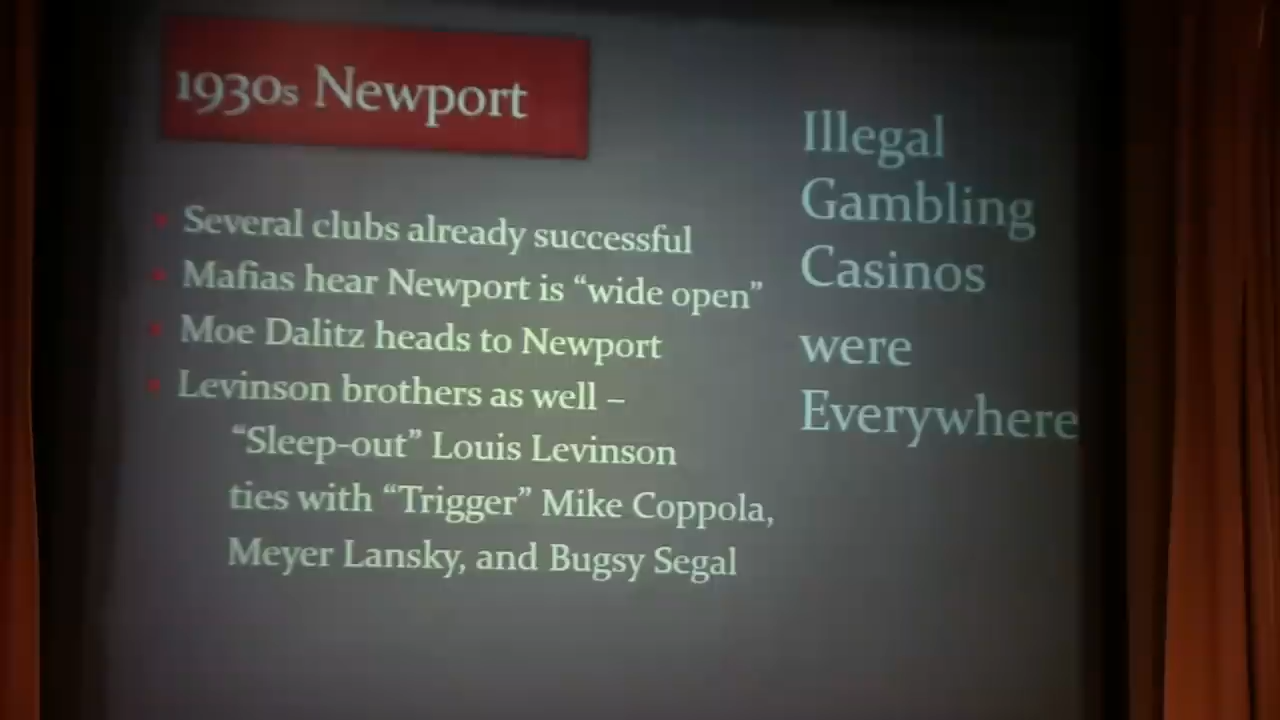 1930s Newport
Several clubs already successful
Mafias hear Newport is “wide open”
Moe Dalitz heads to Newport
Levinson brothers as well –
“Sleep-out” Louis Levinson
ties with “Trigger” Mike Coppola,
Meyer Lansky, and Bugsy Segal
Illegal
Gambling
Casinos
were
Everywhere